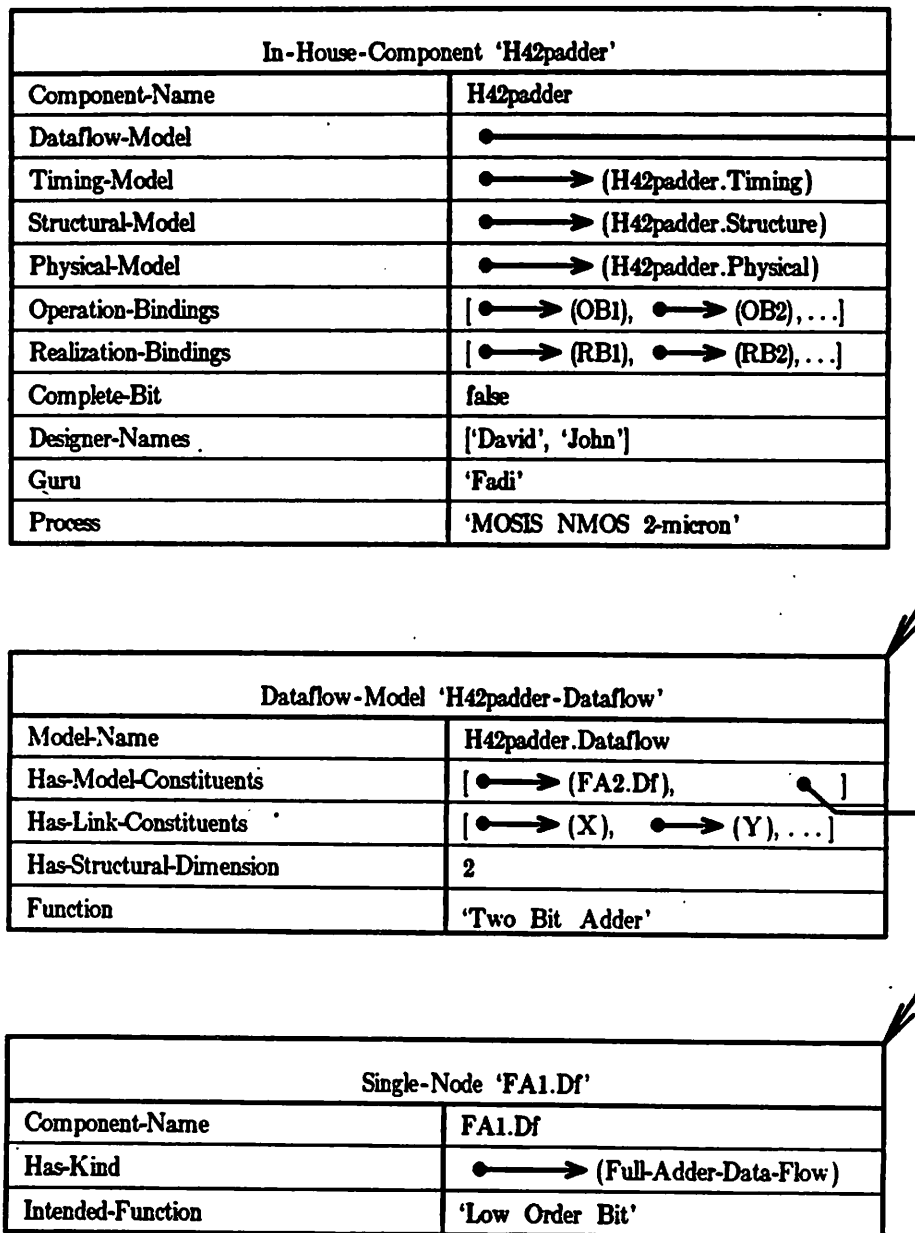 In-House-Component ‘H42padder’
Component-Name H42padder
Dataflow-Model
Timing-Model (H42padder.Timing)
Structural-Model (H42padder.Structure)
Physical-Model (H42padder.Physical)
Operation-Bindings [ (OB1), (OB2),...]
Realization-Bindings [ (RB1), (RB2),...]
Complete-Bit false
Designer-Names [‘David’, ‘John’]
Guru ‘Fadi’
Process ‘MOSIS NMOS 2-micron’
Dataflow-Model ‘H42padder-Dataflow’
Model-Name H42padder.Dataflow
Has-Model-Constituents [ (FA2.Df), ]
Has-Link-Constituents [ (X), (Y), ...]
Has-Structural-Dimension 2
Function ‘Two Bit Adder’
Single-Node ‘FA1.Df’
Component-Name FA1.Df
Has-Kind (Full-Adder-Data-Flow)
Intended-Function ‘Low Order Bit’